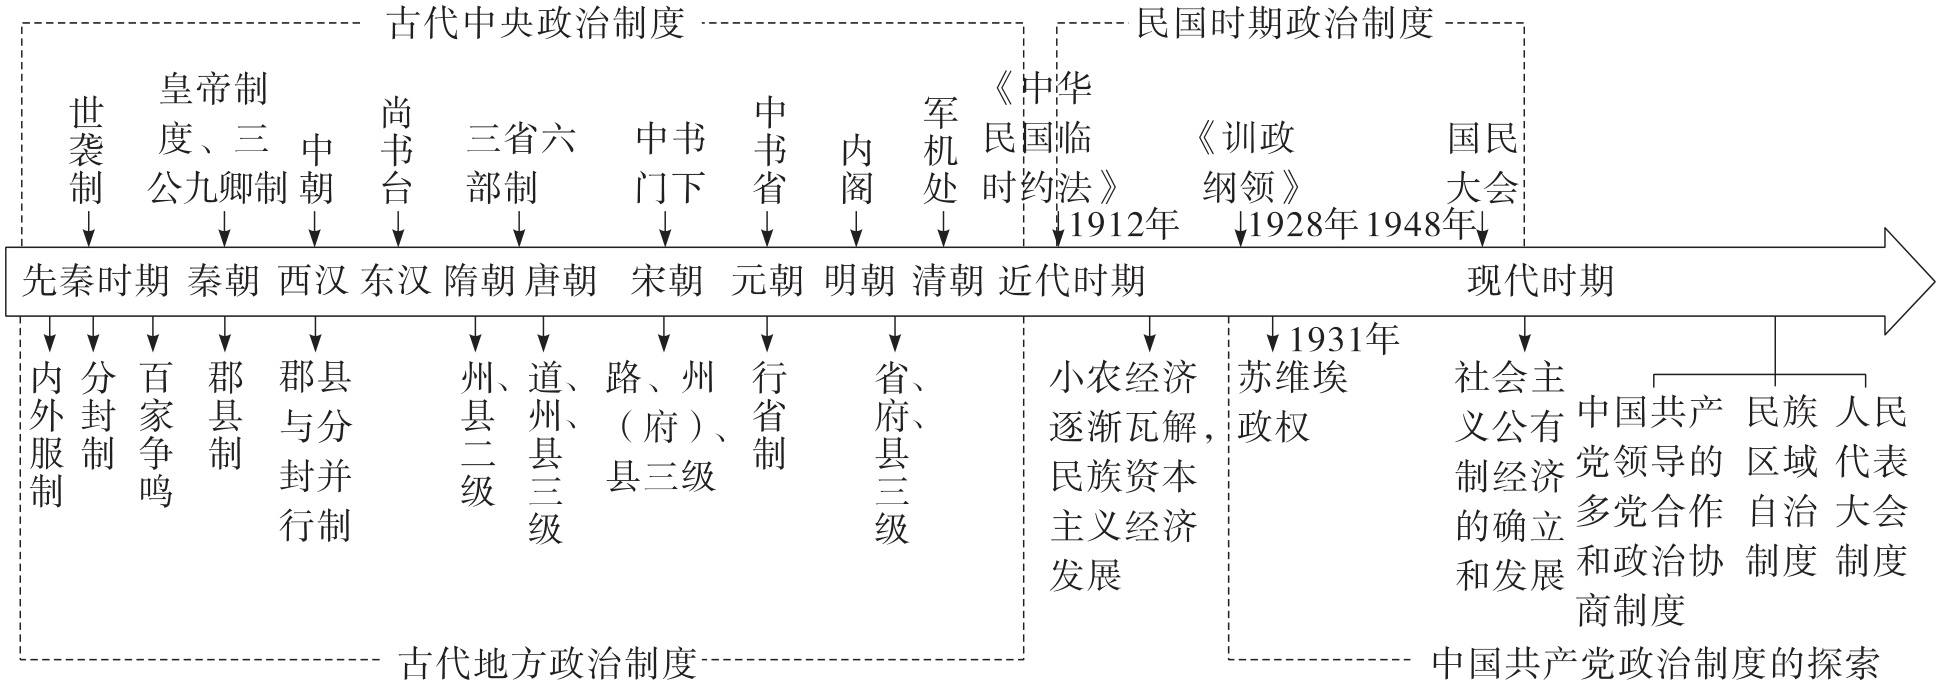 古代中央政治制度
民国时期政治制度
世袭制
皇帝制
度、三
公九卿制
中朝
尚书台
三省六
部制
中书
门下
中书省
内阁
军机处
《中华
民国临
时约法》
1912年
《训政
纲领》
1928年
国民
大会
1948年
先秦时期
秦朝
西汉
东汉
隋朝
唐朝
宋朝
元朝
明朝
清朝
近代时期
现代时期
内外服制
分封制
百家争鸣
郡县制
郡县
与分
封并
行制
州、县二级
道、州、县三级
路、州
（府）、
县三级
行省制
省、府、县三级
小农经济
逐渐瓦解，
民族资本
主义经济
发展
1931年
苏维埃
政权
社会主
义公有
制经济
的确立
和发展
中国共产
党领导的
多党合作
和政治协
商制度
民族
区域
自治
制度
人民
代表
大会
制度
古代地方政治制度
中国共产党政治制度的探索